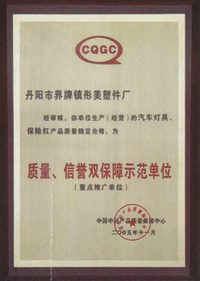 CQGC
丹阳市界牌镇彤美塑件厂
经审核,你单位生产(经营)的汽车灯具、
保险杠产品质量稳定合格,为
质量、信誉双保障示范单位
(重点推广单位)
中国中轻产品质量保障中心
二00五年十一月